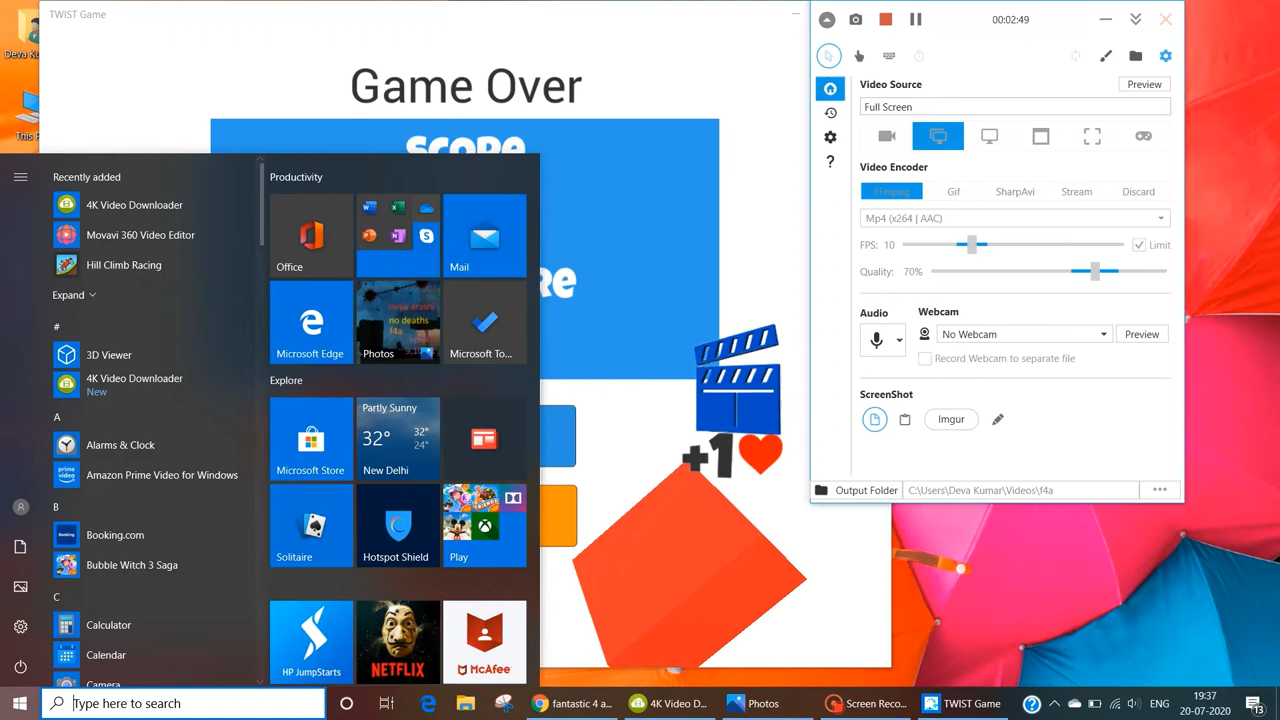 TWIST Game
Deva Ku
This P
Game Over
SCORE
Recently added
4K Video Downloader
Movavi 360 Video Editor
Hill Climb Racing
Expand
#
3D Viewer
4K Video Downloader
New
A
Alarms & Clock
Amazon Prime Video for Windows
B
Booking.com
Bubble Witch 3 Saga
C
Calculator
Calendar
Camera
Productivity
Office
Mail
Microsoft Edge
ninja arashi
no deaths
f4a
Photos
Microsoft To...
Explore
Microsoft Store
Partly Sunny
32° 32°
24°
New Delhi
Solitaire
Hotspot Shield
Play
HP JumpStarts
NETFLIX
McAfee
+1
00:02:49
Video Source
Preview
Full Screen
Video Encoder
FFmpeg Gif SharpAvi Stream Discard
Mp4 (x264 | AAC)
FPS: 10
Limit
Quality: 70%
Audio
Webcam
No Webcam
Preview
Record Webcam to separate file
ScreenShot
Imgur
Output Folder
C:\Users\Deva Kumar\Videos\f4a
Type here to search
fantastic 4 a...
4K Video D...
Photos
Screen Reco...
TWIST Game
ENG
19:37
20-07-2020
13